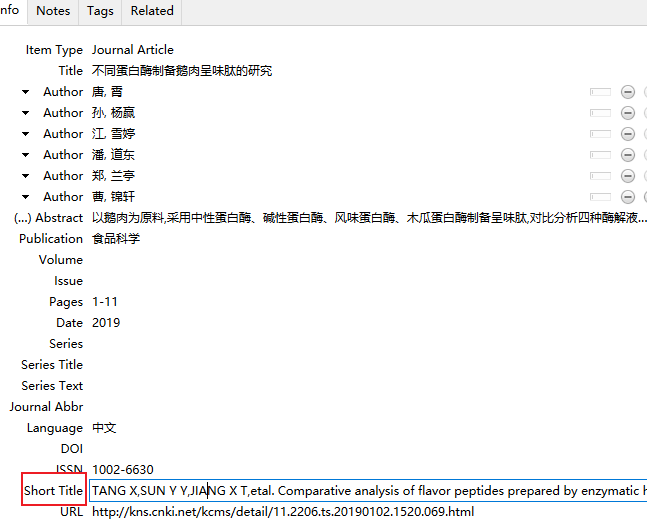 nfo Notes Tags Related
Item Type Journal Article
Title 不同蛋白酶制备鹅肉呈味肽的研究
Author 唐, 霄
Author 孙, 杨赢
Author 江, 雪婷
Author 潘, 道东
Author 郑, 兰亭
Author 曹, 锦轩
(...) Abstract 以鹅肉为原料,采用中性蛋白酶、碱性蛋白酶、风味蛋白酶、木瓜蛋白酶制备呈味肽,对比分析四种酶解液...
Publication 食品科学
Volume
Issue
Pages 1-11
Date 2019
Series
Series Title
Series Text
Journal Abbr
Language 中文
DOI
ISSN 1002-6630
Short Title TANG X,SUN Y Y,JIANG X T,etal. Comparative analysis of flavor peptides prepared by enzymatic h
URL http://kns.cnki.net/kcms/detail/11.2206.ts.20190102.1520.069.html